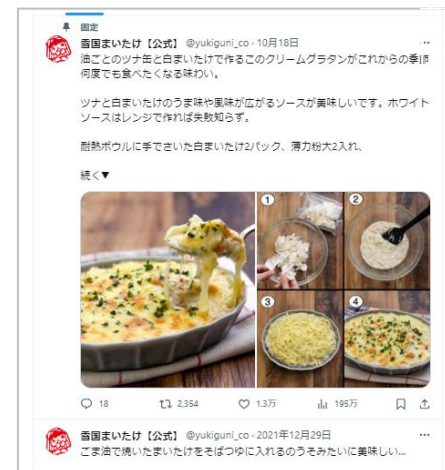 固定
雪国まいたけ【公式】 @yukiguni_co · 10月18日
油ごとのツナ缶と白まいたけで作るこのクリームグラタンがこれからの季節
何度でも食べたくなる味わい。
ツナと白まいたけのうま味や風味が広がるソースが美味しいです。ホワイト
ソースはレンジで作れば失敗知らず。
耐熱ボウルに手でさいた白まいたけ2パック、薄力粉大2入れ、
続く▼
1
2
3
4
18
2,354
1.3万
195万
雪国まいたけ【公式】 @yukiguni_co · 2021年12月29日
ごま油で焼いたまいたけをそばつゆに入れるのうそみたいに美味しい...